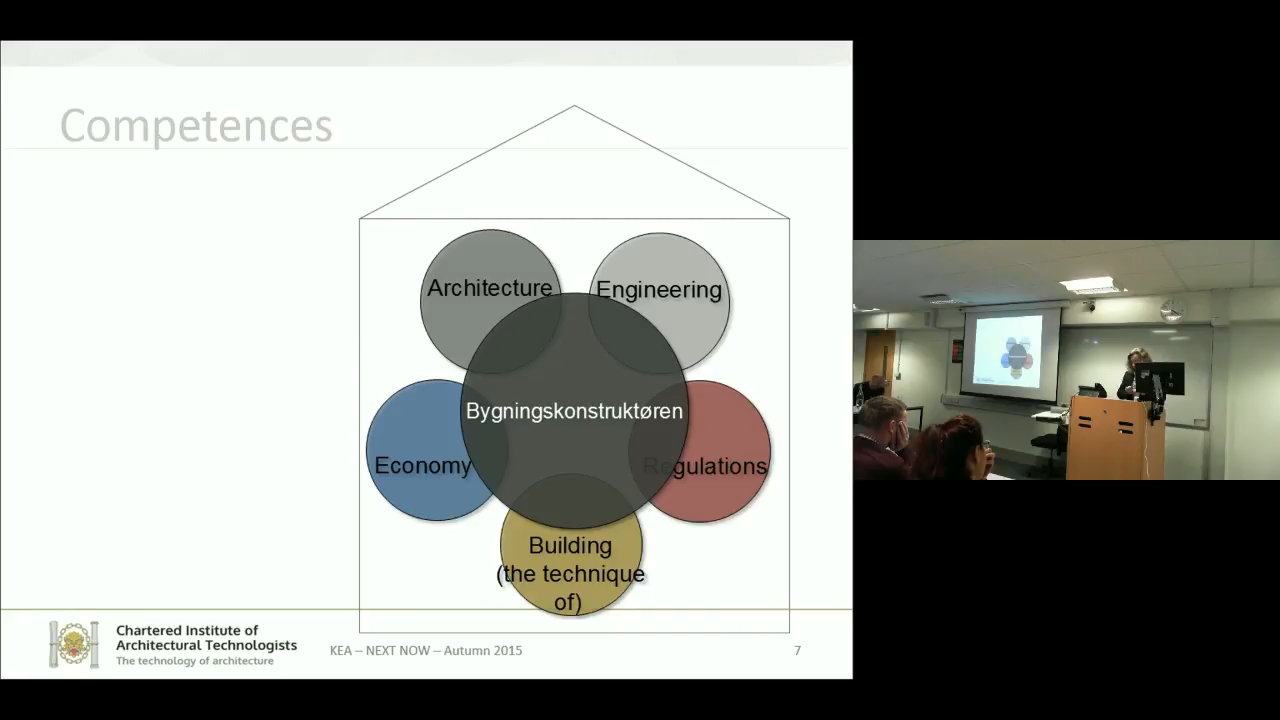 Competences
Architecture
Engineering
Bygningskonstruktøren
Economy
Regulations
Building
(the technique
of)
Chartered Institute of
Architectural Technologists
The technology of architecture
KEA – NEXT NOW – Autumn 2015
7